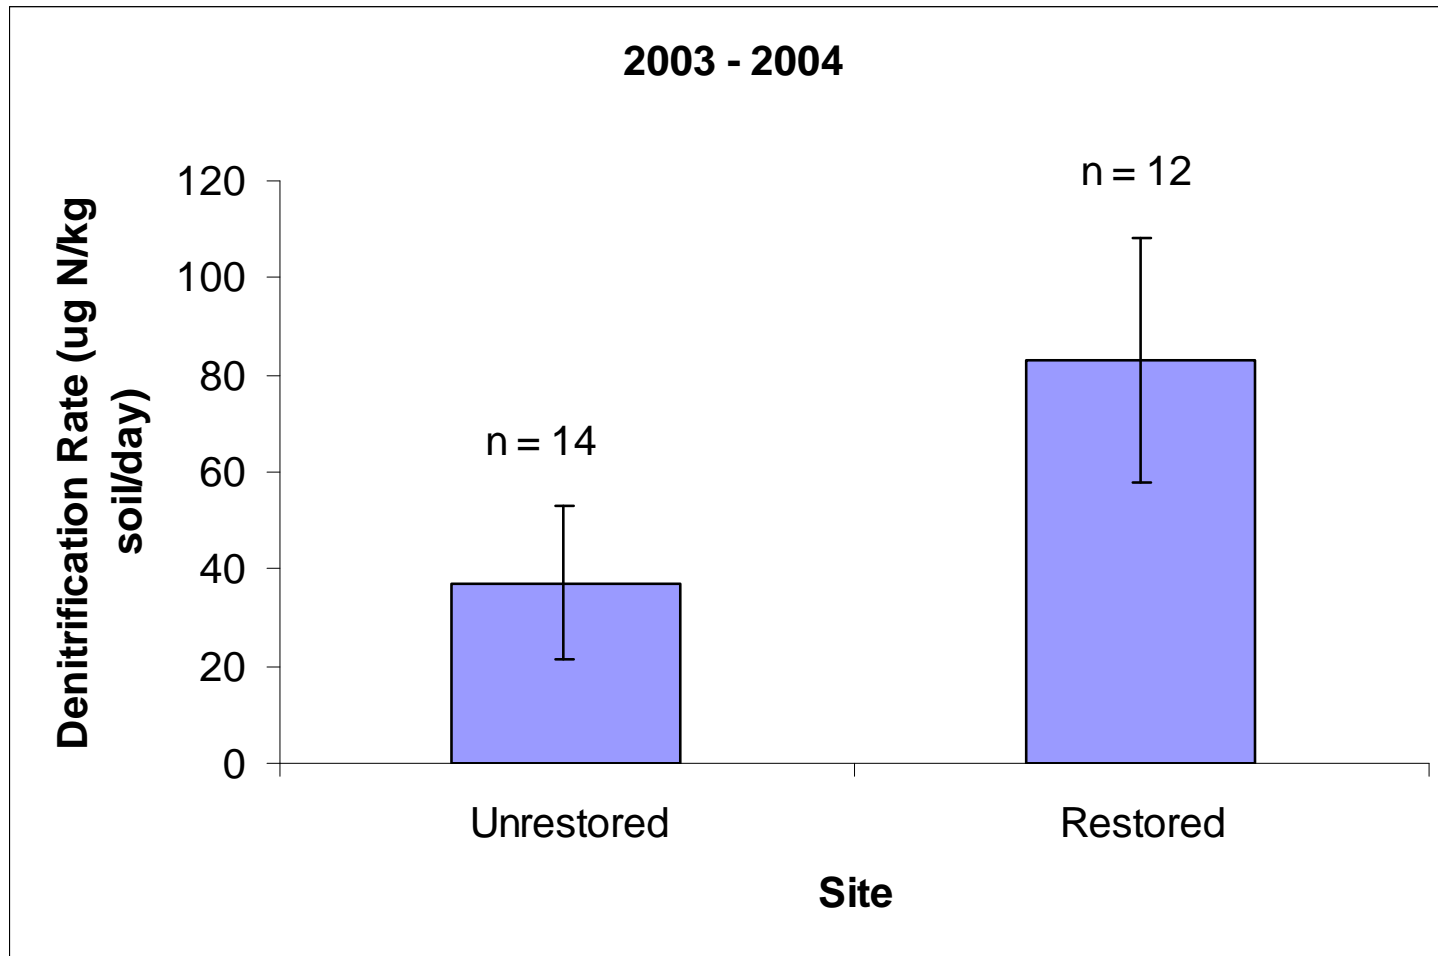 2003 - 2004
Denitrification Rate (ug N/kg
soil/day)
120
100
80
60
40
20
0
n = 14
n = 12
Unrestored
Restored
Site